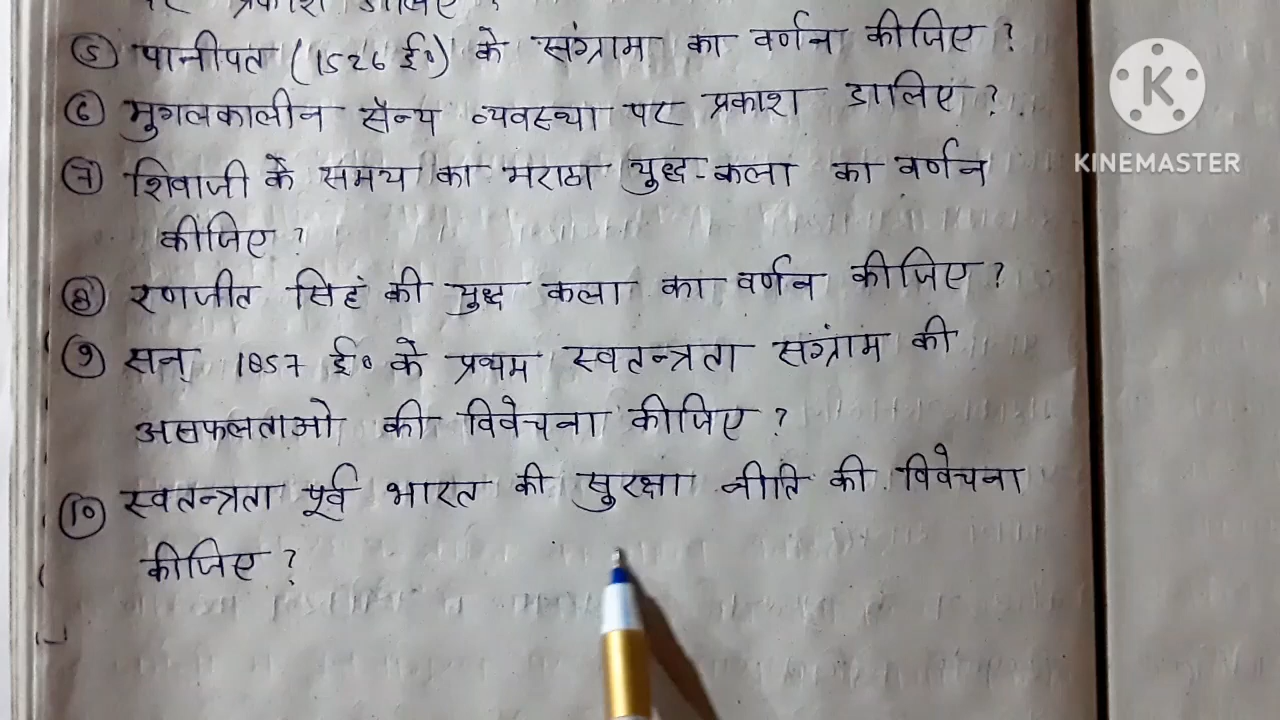 पर प्रकाश डालिए ?
⑤ पानीपत (1526 ई०) के संग्राम का वर्णन कीजिए ?
⑥ मुगलकालीन सैन्य व्यवस्था पर प्रकाश डालिए ?
⑦ शिवाजी के समय का मराठा युद्ध-कला का वर्णन
कीजिए ?
⑧ रणजीत सिहं की युद्ध कला का वर्णन कीजिए ?
⑨ सन् 1857 ई० के प्रथम स्वतन्त्रता संग्राम की
असफलताओ की विवेचना कीजिए ?
⑩ स्वतन्त्रता पूर्व भारत की सुरक्षा नीति की विवेचना
कीजिए ?
K
KINEMASTER